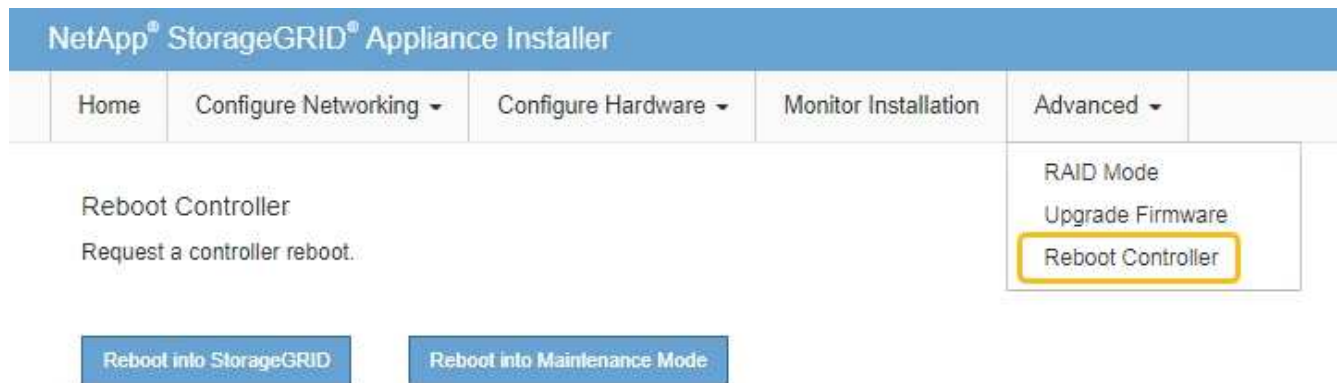 NetApp® StorageGRID® Appliance Installer
Home Configure Networking Configure Hardware Monitor Installation Advanced
RAID Mode
Upgrade Firmware
Reboot Controller
Reboot Controller
Request a controller reboot.
Reboot into StorageGRID Reboot into Maintenance Mode